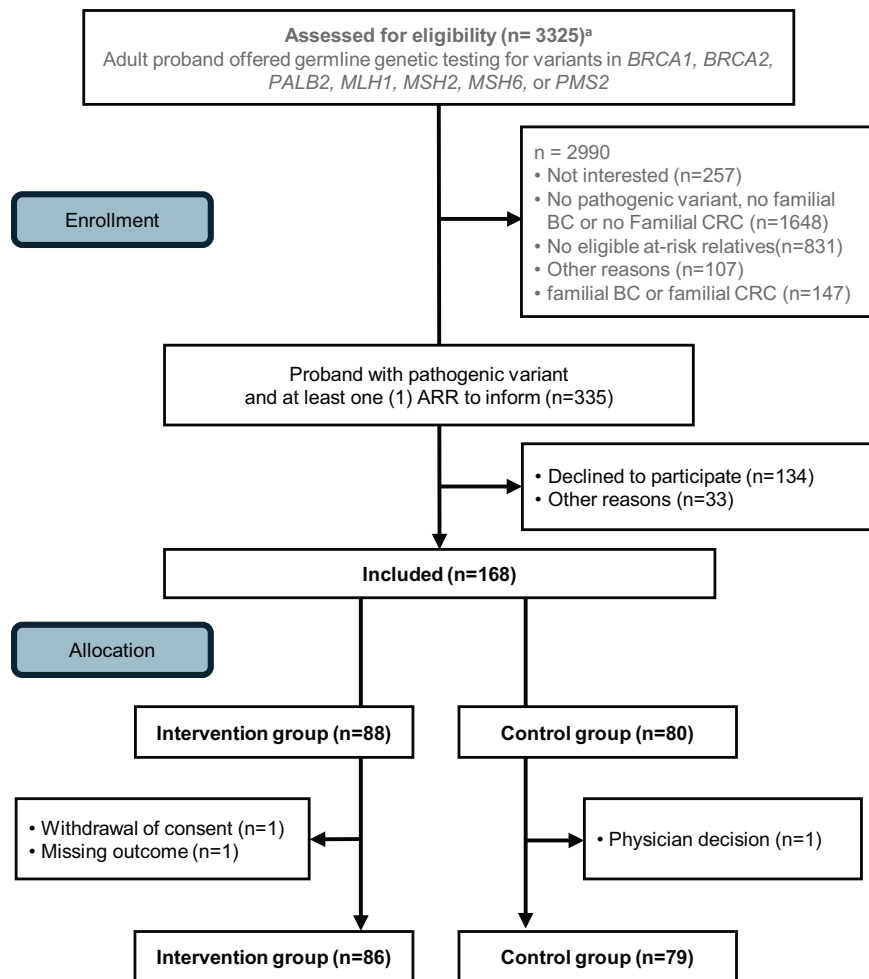 Assessed for eligibility (n= 3325)a
Adult proband offered germline genetic testing for variants in BRCA1, BRCA2,
PALB2, MLH1, MSH2, MSH6, or PMS2
n = 2990
• Not interested (n=257)
• No pathogenic variant, no familial
BC or no Familial CRC (n=1648)
• No eligible at-risk relatives(n=831)
• Other reasons (n=107)
• familial BC or familial CRC (n=147)
Enrollment
Proband with pathogenic variant
and at least one (1) ARR to inform (n=335)
• Declined to participate (n=134)
• Other reasons (n=33)
Included (n=168)
Allocation
Intervention group (n=88)
Control group (n=80)
• Withdrawal of consent (n=1)
• Missing outcome (n=1)
• Physician decision (n=1)
Intervention group (n=86)
Control group (n=79)